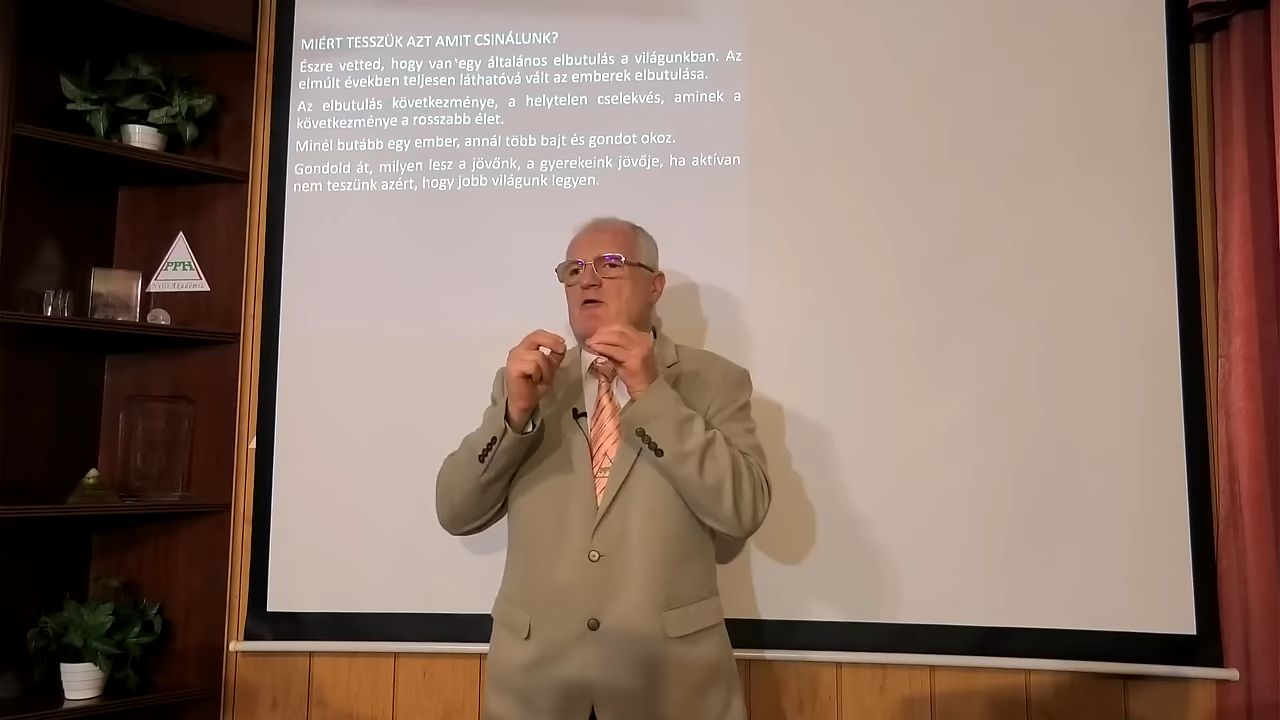 MIÉRT TESSZÜK AZT AMIT CSINÁLUNK?
Észre vetted, hogy van egy általános elbutulás a világunkban. Az
elmúlt években teljesen láthatóvá vált az emberek elbutulása.
Az elbutulás következménye, a helytelen cselekvés, aminek a
következménye a rosszabb élet.
Minél butább egy ember, annál több bajt és gondot okoz.
Gondold át, milyen lesz a jövőnk, a gyerekeink jövője, ha aktívan
nem teszünk azért, hogy jobb világunk legyen.
PPH
Nyílt Akadémia